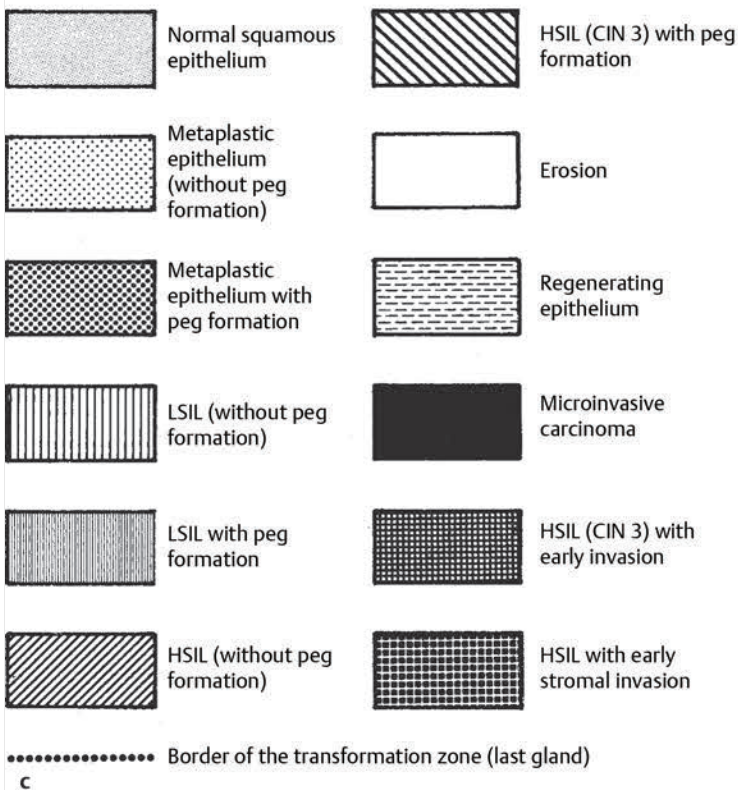 Normal squamous
epithelium
Metaplastic
epithelium
(without peg
formation)
Metaplastic
epithelium with
peg formation
LSIL (without peg
formation)
LSIL with peg
formation
HSIL (without peg
formation)
HSIL (CIN 3) with peg
formation
Erosion
Regenerating
epithelium
Microinvasive
carcinoma
HSIL (CIN 3) with
early invasion
HSIL with early
stromal invasion
Border of the transformation zone (last gland)
c